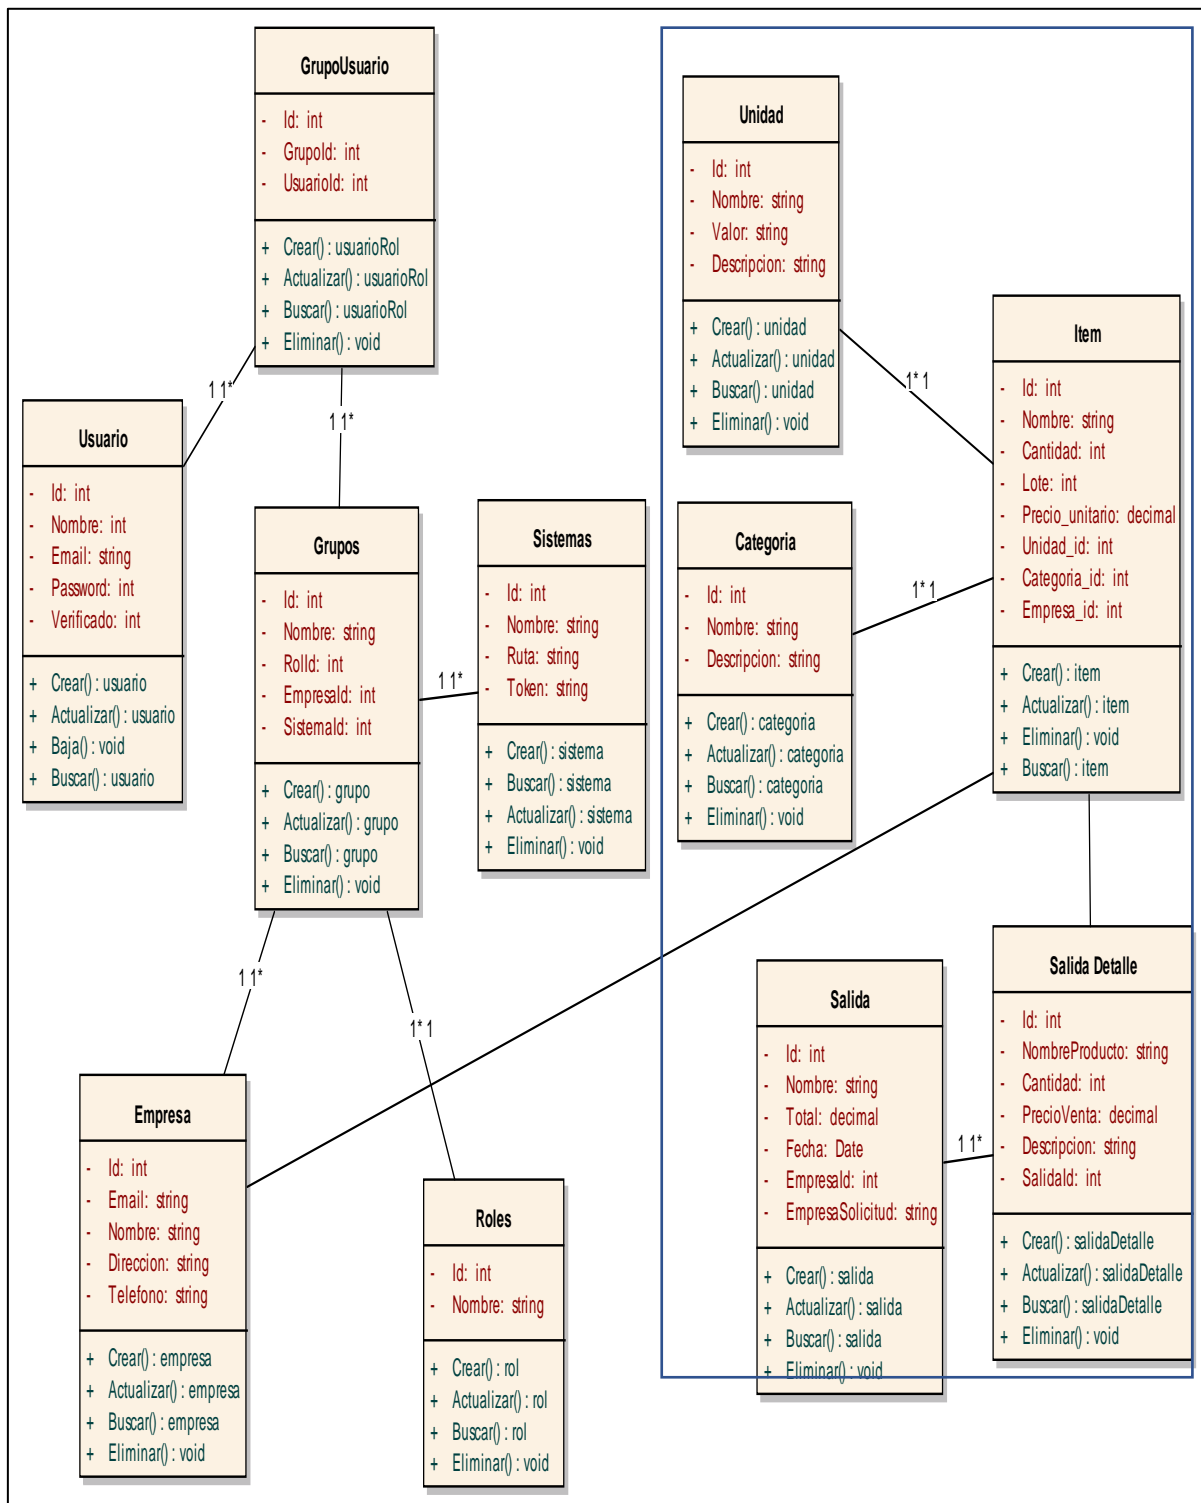 GrupoUsuario
- Id: int
- GrupoId: int
- UsuarioId: int
+ Crear() : usuarioRol
+ Actualizar() : usuarioRol
+ Buscar() : usuarioRol
+ Eliminar() : void
1 1*
1 1*
Usuario
- Id: int
- Nombre: int
- Email: string
- Password: int
- Verificado: int
+ Crear() : usuario
+ Actualizar() : usuario
+ Baja() : void
+ Buscar() : usuario
Grupos
- Id: int
- Nombre: string
- RolId: int
- EmpresaId: int
- SistemaId: int
+ Crear() : grupo
+ Actualizar() : grupo
+ Buscar() : grupo
+ Eliminar() : void
1 1*
Sistemas
- Id: int
- Nombre: string
- Ruta: string
- Token: string
+ Crear() : sistema
+ Buscar() : sistema
+ Actualizar() : sistema
+ Eliminar() : void
1 1*
1* 1
Empresa
- Id: int
- Email: string
- Nombre: string
- Direccion: string
- Telefono: string
+ Crear() : empresa
+ Actualizar() : empresa
+ Buscar() : empresa
+ Eliminar() : void
Roles
- Id: int
- Nombre: string
+ Crear() : rol
+ Actualizar() : rol
+ Buscar() : rol
+ Eliminar() : void
Unidad
- Id: int
- Nombre: string
- Valor: string
- Descripcion: string
+ Crear() : unidad
+ Actualizar() : unidad
+ Buscar() : unidad
+ Eliminar() : void
1* 1
Item
- Id: int
- Nombre: string
- Cantidad: int
- Lote: int
- Precio_unitario: decimal
- Unidad_id: int
- Categoria_id: int
- Empresa_id: int
+ Crear() : item
+ Actualizar() : item
+ Eliminar() : void
+ Buscar() : item
Categoria
- Id: int
- Nombre: string
- Descripcion: string
+ Crear() : categoria
+ Actualizar() : categoria
+ Buscar() : categoria
+ Eliminar() : void
1* 1
Salida
- Id: int
- Nombre: string
- Total: decimal
- Fecha: Date
- EmpresaId: int
- EmpresaSolicitud: string
+ Crear() : salida
+ Actualizar() : salida
+ Buscar() : salida
+ Eliminar() : void
1 1*
Salida Detalle
- Id: int
- NombreProducto: string
- Cantidad: int
- PrecioVenta: decimal
- Descripcion: string
- SalidaId: int
+ Crear() : salidaDetalle
+ Actualizar() : salidaDetalle
+ Buscar() : salidaDetalle
+ Eliminar() : void